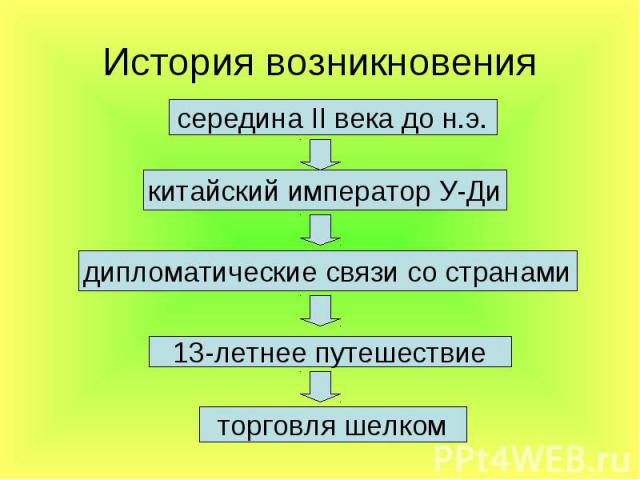 История возникновения
середина II века до н.э.
китайский император У-Ди
дипломатические связи со странами
13-летнее путешествие
торговля шелком
PPt4WEB.ru